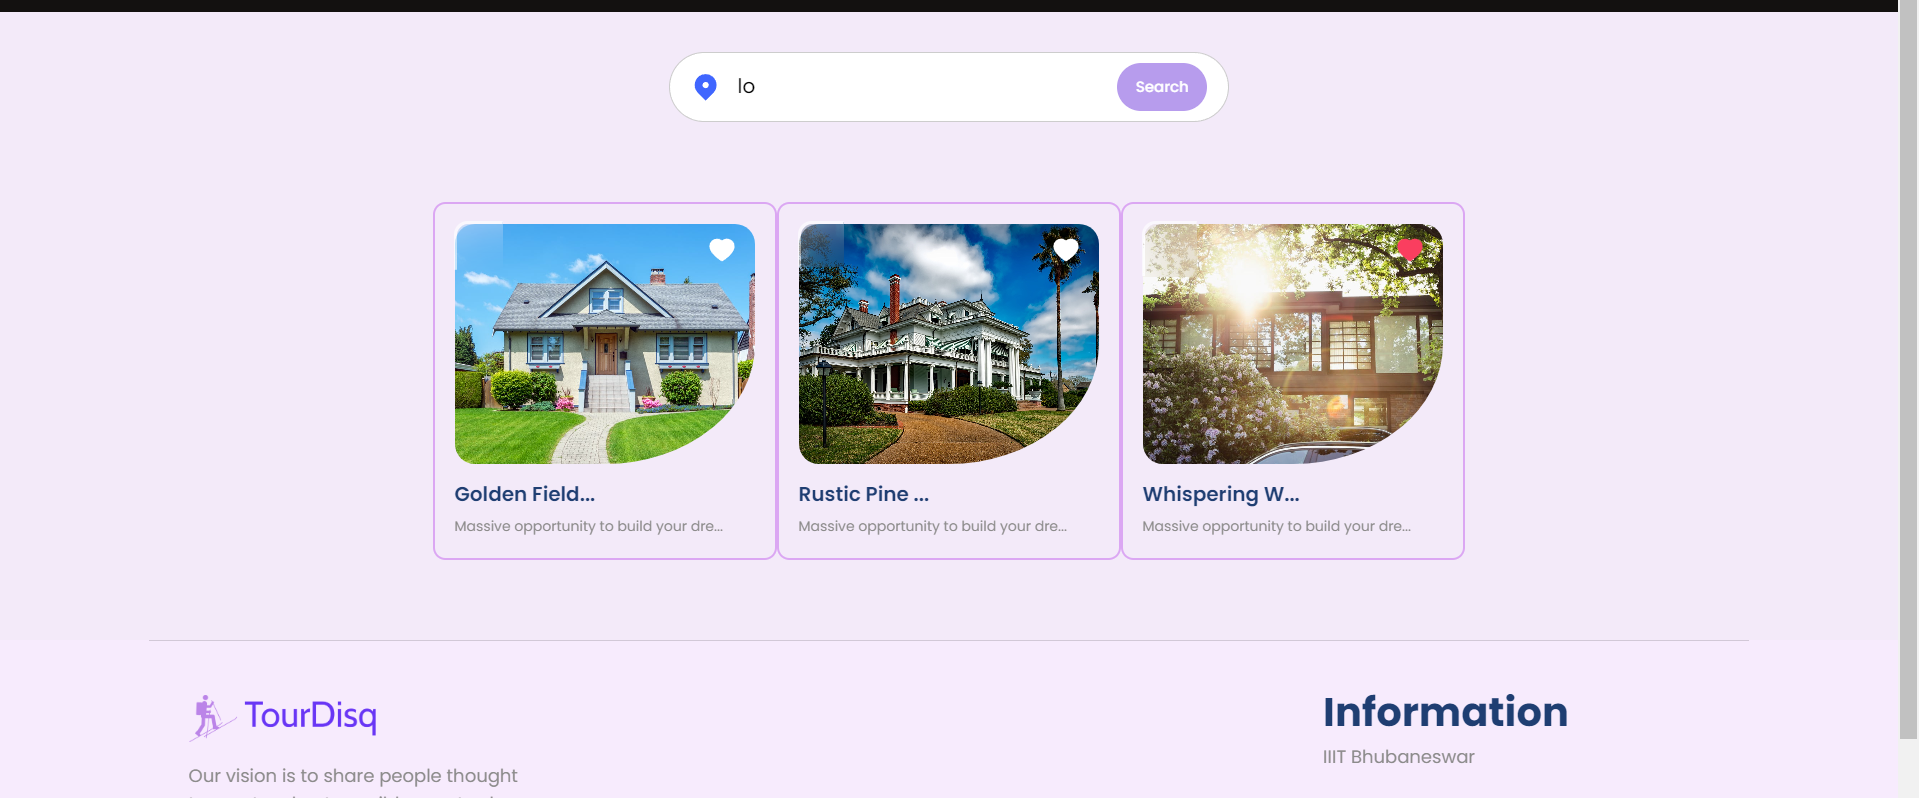 lo
Search
Golden Field...
Massive opportunity to build your dre...
Rustic Pine ...
Massive opportunity to build your dre...
Whispering W...
Massive opportunity to build your dre...
TourDisq
Our vision is to share people thought
Information
IIIT Bhubaneswar